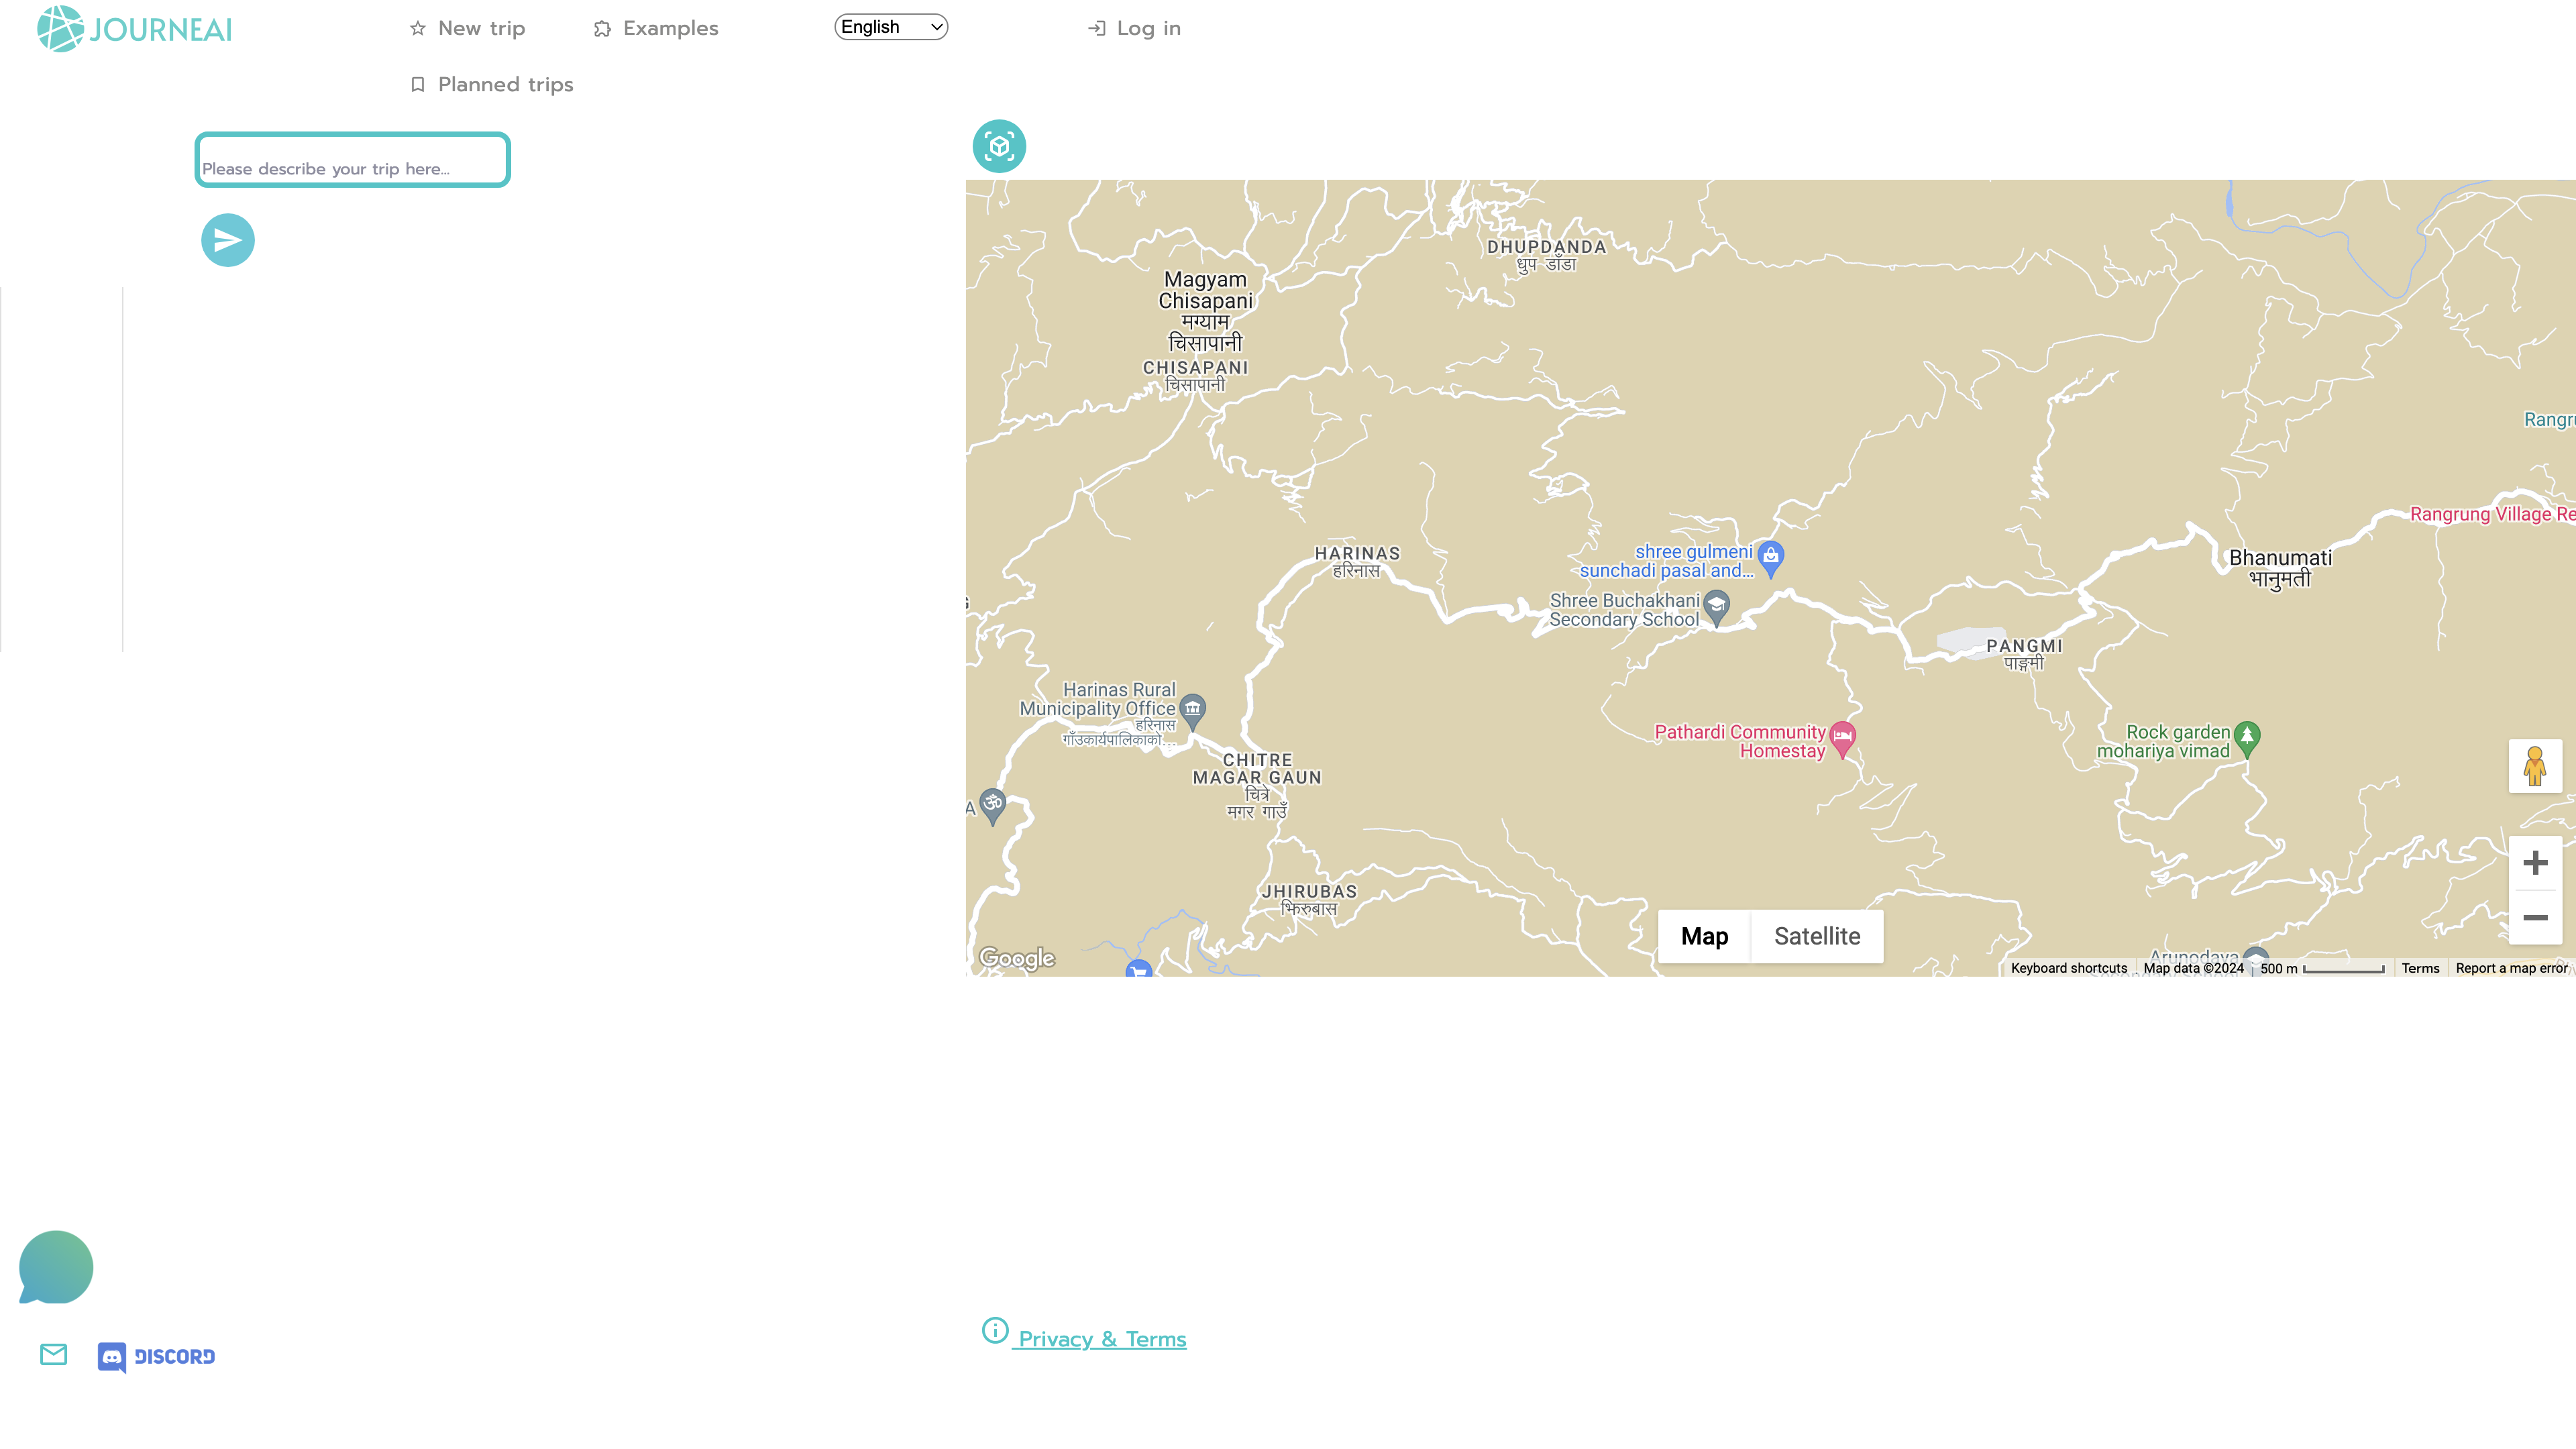 JOURNEAI
New trip
Examples
English
Log in
Planned trips
Please describe your trip here...
DHUPDANDA
धुप डाँडा
Magyam
Chisapani
मग्याम
चिसापानी
CHISAPANI
चिसापानी
Rangru
Rangrung Village Re
HARINAS
हरिनास
shree gulmeni
sunchadi pasal and...
Bhanumati
भानुमती
Shree Buchakhani
Secondary School
PANGMI
पाङ्गमी
Harinas Rural
Municipality Office
हरिनास
गाँउकार्यपालिकाको...
Pathardi Community
Homestay
Rock garden
mohariya vimad
CHITRE
MAGAR GAUN
चित्रे
मगर गाउँ
A
JHIRUBAS
झिरुबास
Map
Satellite
Google
Arunodaya
Keyboard shortcuts
Map data ©2024
500 m
Terms
Report a map error
Privacy & Terms
DISCORD